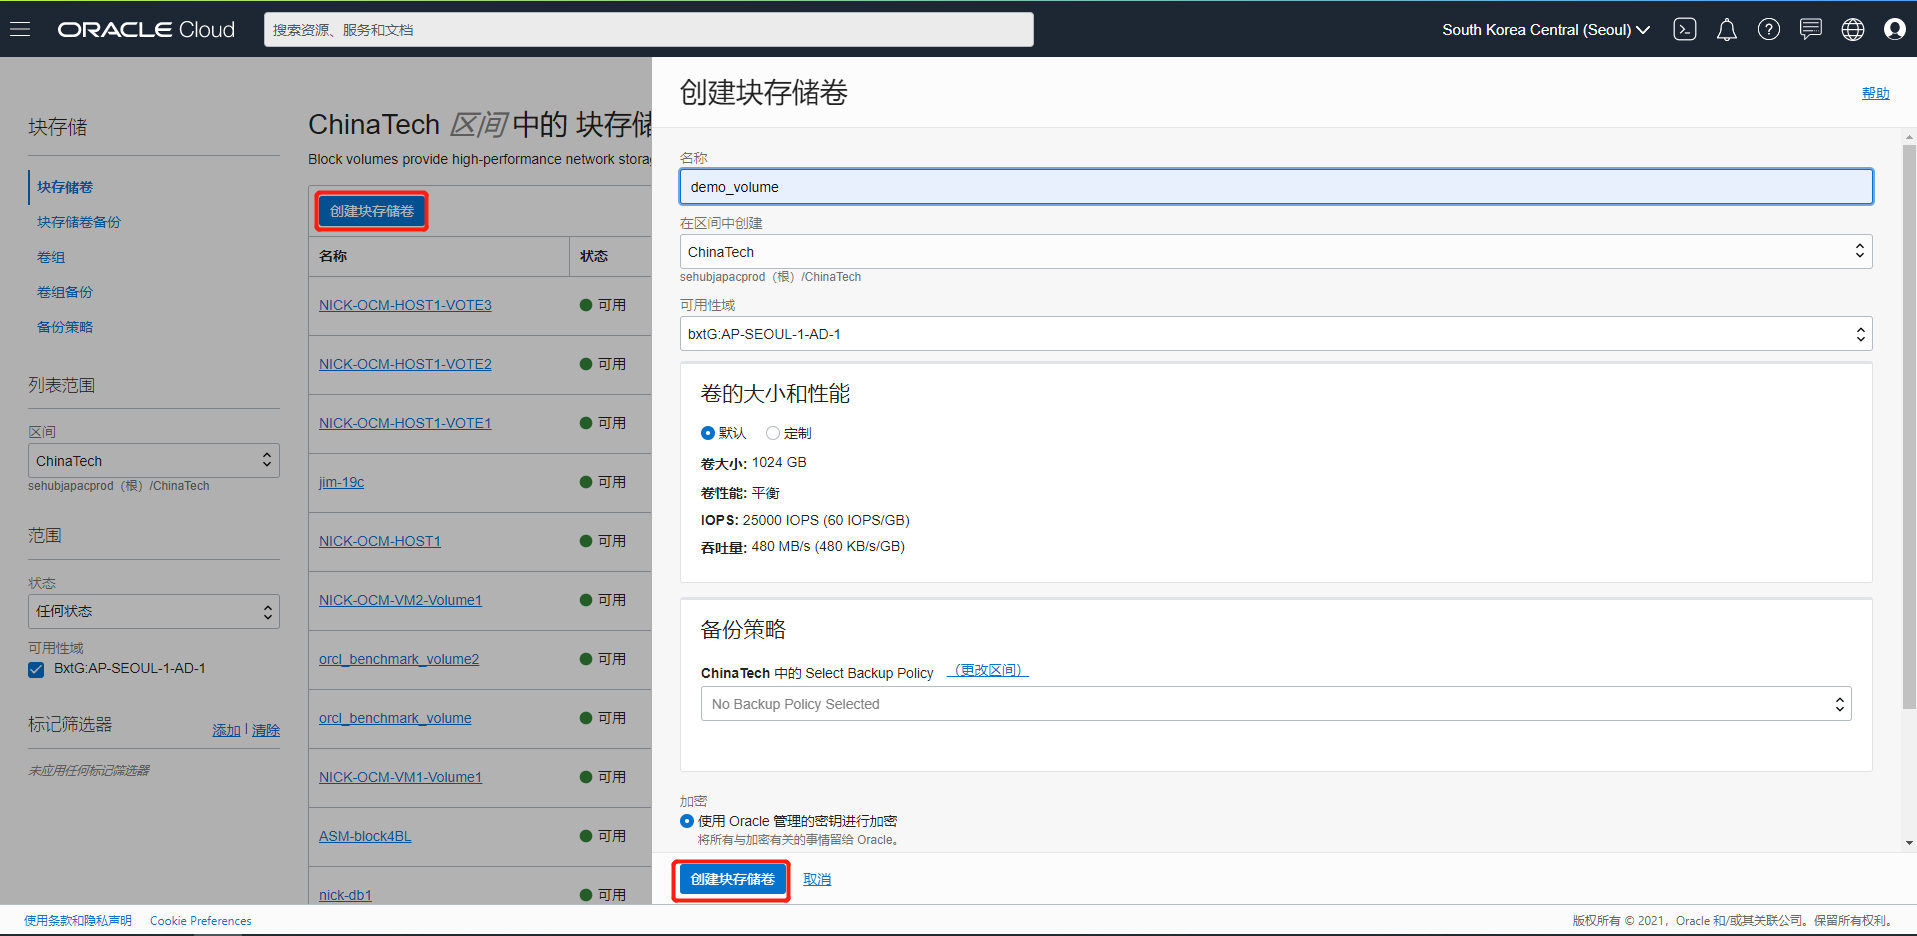 ORACLE Cloud
搜索资源、服务和文档
South Korea Central (Seoul)
块存储
块存储卷
块存储卷备份
卷组
卷组备份
备份策略
列表范围
区间
ChinaTech
sehubjapacprod（根）/ChinaTech
范围
状态
任何状态
可用性域
BxtG:AP-SEOUL-1-AD-1
标记筛选器
添加 | 清除
未应用任何标记筛选器
ChinaTech 区间 中的 块存储
Block volumes provide high-performance network stora
创建块存储卷
名称 状态
NICK-OCM-HOST1-VOTE3 可用
NICK-OCM-HOST1-VOTE2 可用
NICK-OCM-HOST1-VOTE1 可用
jim-19c 可用
NICK-OCM-HOST1 可用
NICK-OCM-VM2-Volume1 可用
orcl_benchmark_volume2 可用
orcl_benchmark_volume 可用
NICK-OCM-VM1-Volume1 可用
ASM-block4BL 可用
nick-db1 可用
创建块存储卷
帮助
名称
demo_volume
在区间中创建
ChinaTech
sehubjapacprod（根）/ChinaTech
可用性域
bxtG:AP-SEOUL-1-AD-1
卷的大小和性能
默认 定制
卷大小: 1024 GB
卷性能: 平衡
IOPS: 25000 IOPS (60 IOPS/GB)
吞吐量: 480 MB/s (480 KB/s/GB)
备份策略
ChinaTech 中的 Select Backup Policy （更改区间）
No Backup Policy Selected
加密
使用 Oracle 管理的密钥进行加密
将所有与加密有关的事情留给 Oracle。
创建块存储卷 取消
使用条款和隐私声明 Cookie Preferences
版权所有 © 2021，Oracle 和/或其关联公司。保留所有权利。